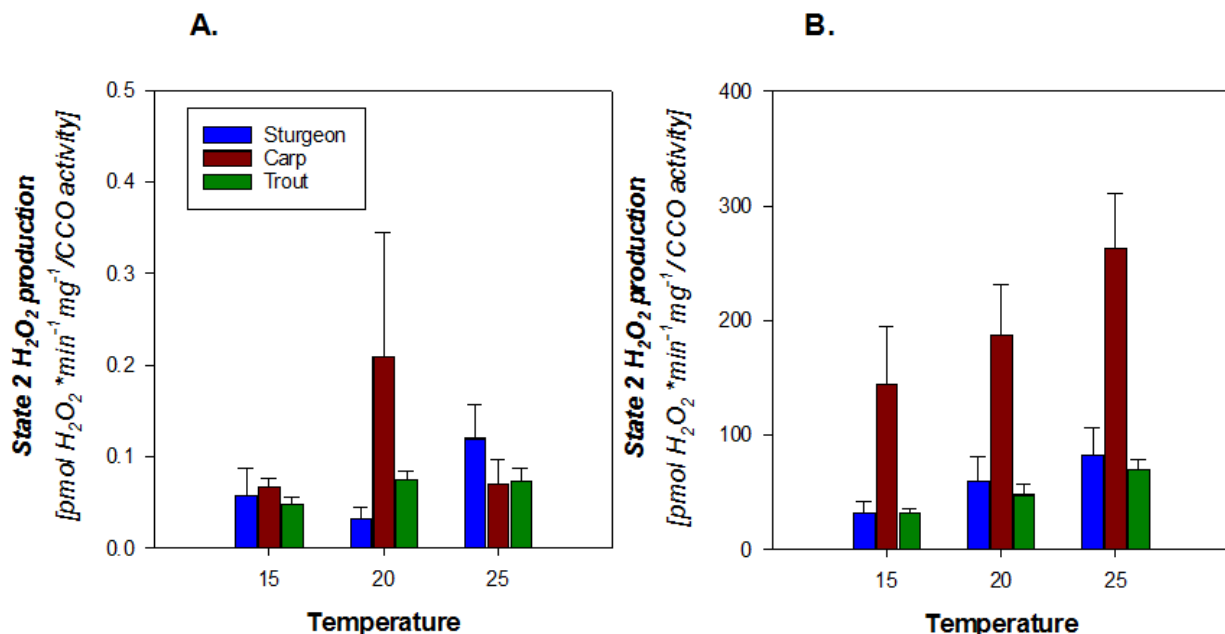 A.
State 2 H₂O₂ production
[pmol H₂O₂ *min⁻¹ mg⁻¹/CCO activity]
0.5
0.4
0.3
0.2
0.1
0.0
Sturgeon
Carp
Trout
15 20 25
Temperature
B.
State 2 H₂O₂ production
[pmol H₂O₂ *min⁻¹ mg⁻¹/ CCO activity]
400
300
200
100
0
15 20 25
Temperature